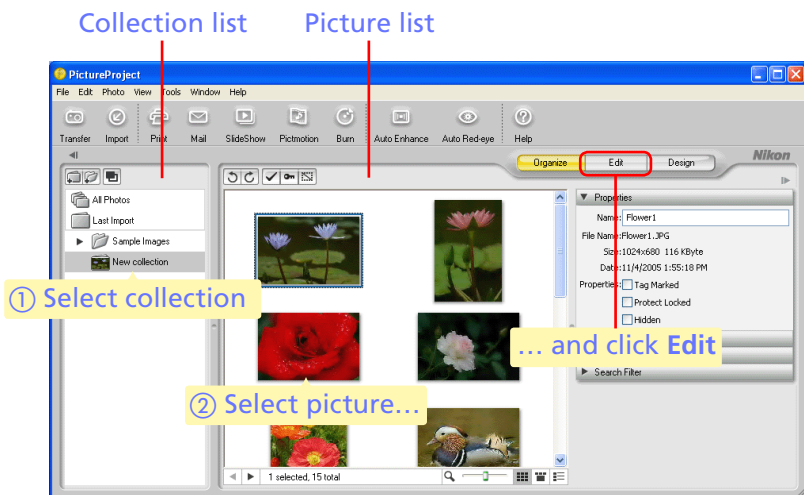 Collection list Picture list
PictureProject
File Edit Photo View Tools Window Help
Transfer Import Print Mail SlideShow Pictmotion Burn Auto Enhance Auto Red-eye Help
Organize Edit Design Nikon
All Photos
Last Import
Sample Images
New collection
① Select collection
Properties
Name: Flower1
File Name:Flower1.JPG
Size:1024x680 116 KByte
Date:11/4/2005 1:55:18 PM
Properties: Tag Marked
Protect Locked
Hidden
… and click Edit
Search Filter
② Select picture…
1 selected, 15 total